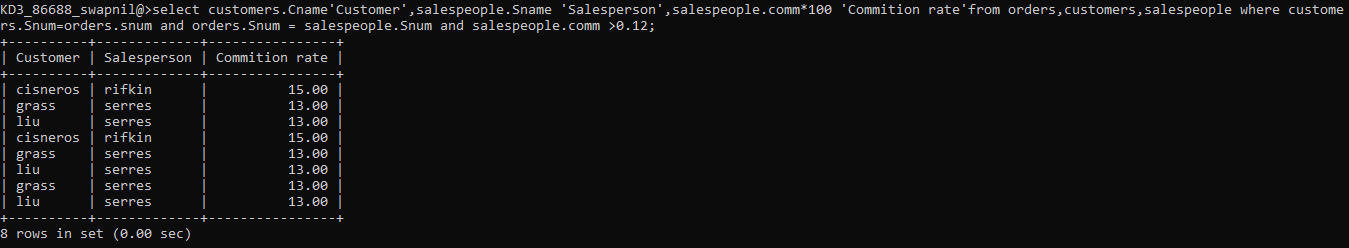 KD3_86688_swapnil@>select customers.Cname'Customer',salespeople.Sname 'Salesperson',salespeople.comm*100 'Commition rate'from orders,customers,salespeople where custome
rs.Snum=orders.snum and orders.Snum = salespeople.Snum and salespeople.comm >0.12;
+----------+-------------+----------------+
| Customer | Salesperson | Commition rate |
+----------+-------------+----------------+
| cisneros | rifkin      |          15.00 |
| grass    | serres      |          13.00 |
| liu      | serres      |          13.00 |
| cisneros | rifkin      |          15.00 |
| grass    | serres      |          13.00 |
| liu      | serres      |          13.00 |
| grass    | serres      |          13.00 |
| liu      | serres      |          13.00 |
+----------+-------------+----------------+
8 rows in set (0.00 sec)